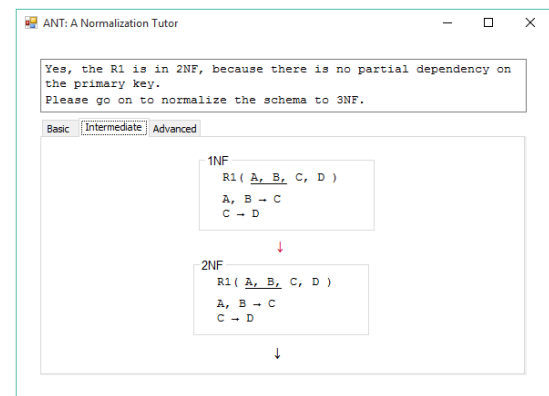 ANT: A Normalization Tutor
Yes, the R1 is in 2NF, because there is no partial dependency on
the primary key.
Please go on to normalize the schema to 3NF.
Basic Intermediate Advanced
1NF
R1( A, B, C, D )
A, B → C
C → D
↓
2NF
R1( A, B, C, D )
A, B → C
C → D
↓